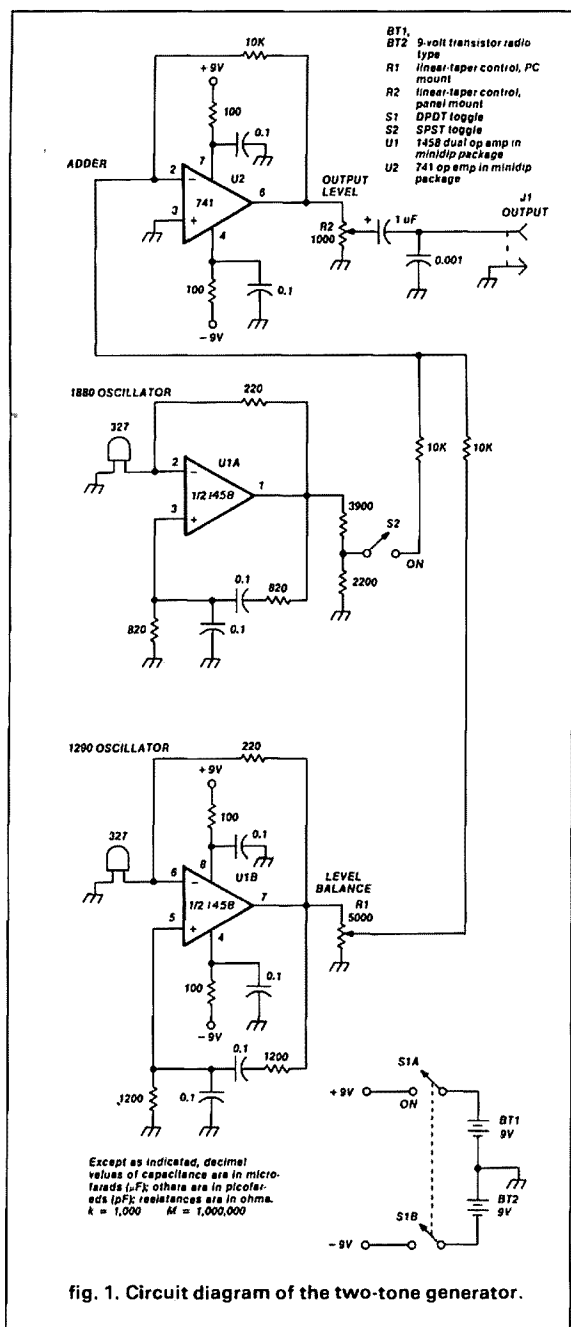 10K
+9V
100
0.1
7
U2
ADDER
2
-
741
6
3
+
4
OUTPUT
LEVEL
R2
1000
+
1 uF
0.001
J1
OUTPUT
100
0.1
-9V
BT1,
BT2 9-volt transistor radio
type
R1 linear-taper control, PC
mount
R2 linear-taper control,
panel mount
S1 DPDT toggle
S2 SPST toggle
U1 1458 dual op amp in
minidip package
U2 741 op amp in minidip
package
1880 OSCILLATOR
220
327
2
-
U1A
1/2 1458
1
3
+
3900
S2
ON
2200
10K
10K
0.1
820
820
0.1
1290 OSCILLATOR
220
+9V
100
0.1
327
8
U1B
6
-
1/2 1458
7
5
+
4
LEVEL
BALANCE
R1
5000
100
0.1
-9V
0.1
1200
1200
0.1
S1A
+9V
ON
BT1
9V
BT2
9V
-9V
S1B
Except as indicated, decimal
values of capacitance are in micro-
farads (µF); others are in picofar-
ads (pF); resistances are in ohms.
k = 1,000 M = 1,000,000
fig. 1. Circuit diagram of the two-tone generator.